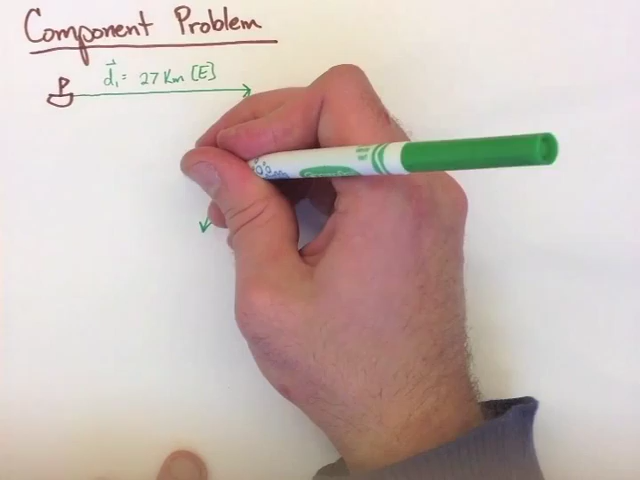 Component Problem
d⃗₁ = 27 Km [E]